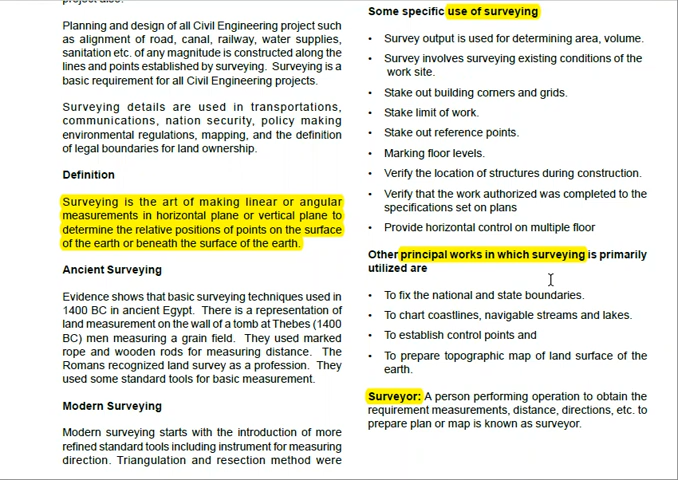 project also.
Planning and design of all Civil Engineering project such
as alignment of road, canal, railway, water supplies,
sanitation etc. of any magnitude is constructed along the
lines and points established by surveying. Surveying is a
basic requirement for all Civil Engineering projects.
Surveying details are used in transportations,
communications, nation security, policy making
environmental regulations, mapping, and the definition
of legal boundaries for land ownership.
Definition
Surveying is the art of making linear or angular
measurements in horizontal plane or vertical plane to
determine the relative positions of points on the surface
of the earth or beneath the surface of the earth.
Ancient Surveying
Evidence shows that basic surveying techniques used in
1400 BC in ancient Egypt. There is a representation of
land measurement on the wall of a tomb at Thebes (1400
BC) men measuring a grain field. They used marked
rope and wooden rods for measuring distance. The
Romans recognized land survey as a profession. They
used some standard tools for basic measurement.
Modern Surveying
Modern surveying starts with the introduction of more
refined standard tools including instrument for measuring
direction. Triangulation and resection method were
Some specific use of surveying
• Survey output is used for determining area, volume.
• Survey involves surveying existing conditions of the
work site.
• Stake out building corners and grids.
• Stake limit of work.
• Stake out reference points.
• Marking floor levels.
• Verify the location of structures during construction.
• Verify that the work authorized was completed to the
specifications set on plans
• Provide horizontal control on multiple floor
Other principal works in which surveying is primarily
utilized are
• To fix the national and state boundaries.
• To chart coastlines, navigable streams and lakes.
• To establish control points and
• To prepare topographic map of land surface of the
earth.
Surveyor: A person performing operation to obtain the
requirement measurements, distance, directions, etc. to
prepare plan or map is known as surveyor.